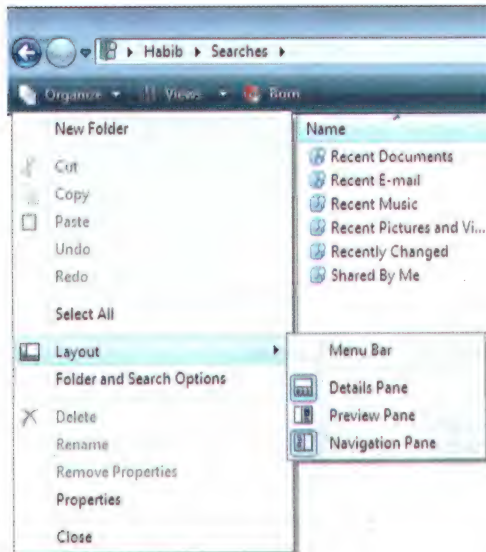 Habib Searches
Organize Views Burn
New Folder
Cut
Copy
Paste
Undo
Redo
Select All
Layout
Folder and Search Options
Delete
Rename
Remove Properties
Properties
Close
Name
Recent Documents
Recent E-mail
Recent Music
Recent Pictures and Vi...
Recently Changed
Shared By Me
Menu Bar
Details Pane
Preview Pane
Navigation Pane